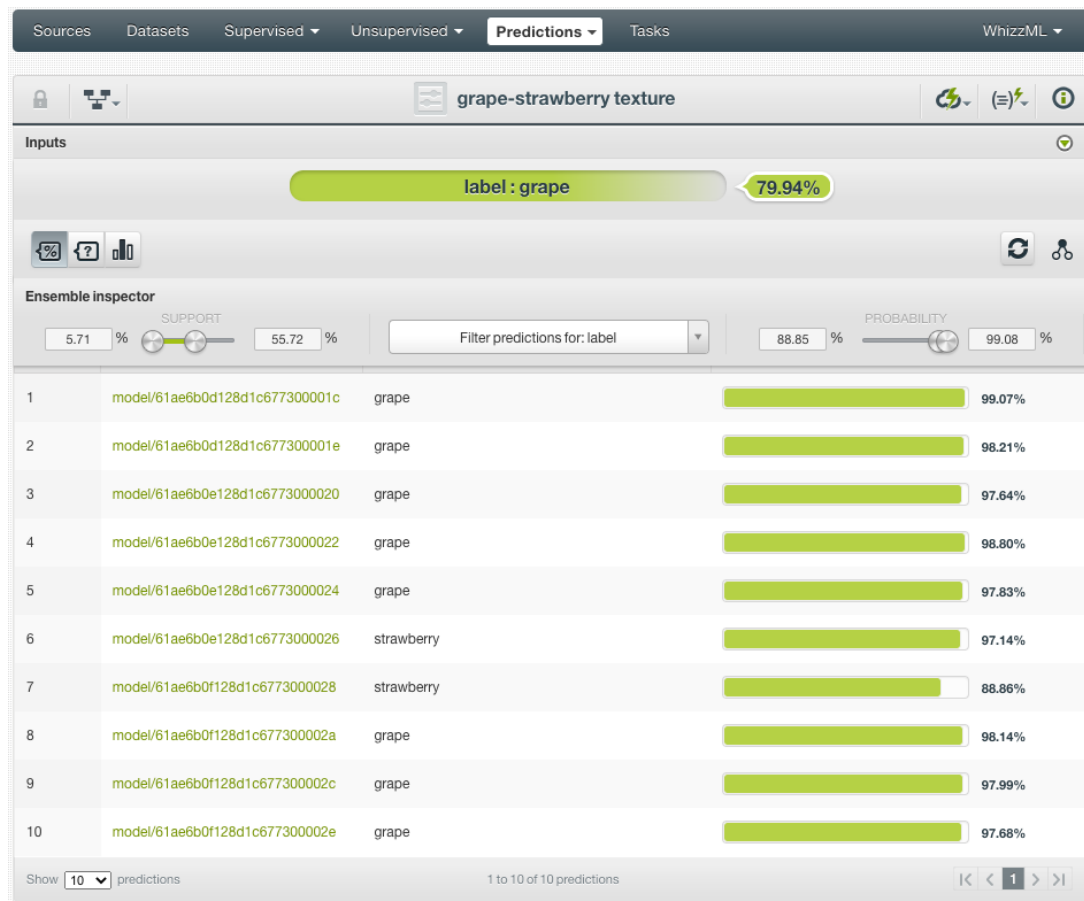 Sources Datasets Supervised Unsupervised Predictions Tasks WhizzML
grape-strawberry texture
Inputs
label : grape 79.94%
Ensemble inspector
SUPPORT PROBABILITY
5.71 % 55.72 % Filter predictions for: label 88.85 % 99.08 %
1 model/61ae6b0d128d1c677300001c grape 99.07%
2 model/61ae6b0d128d1c677300001e grape 98.21%
3 model/61ae6b0e128d1c6773000020 grape 97.64%
4 model/61ae6b0e128d1c6773000022 grape 98.80%
5 model/61ae6b0e128d1c6773000024 grape 97.83%
6 model/61ae6b0e128d1c6773000026 strawberry 97.14%
7 model/61ae6b0f128d1c6773000028 strawberry 88.86%
8 model/61ae6b0f128d1c677300002a grape 98.14%
9 model/61ae6b0f128d1c677300002c grape 97.99%
10 model/61ae6b0f128d1c677300002e grape 97.68%
Show 10 predictions 1 to 10 of 10 predictions 1